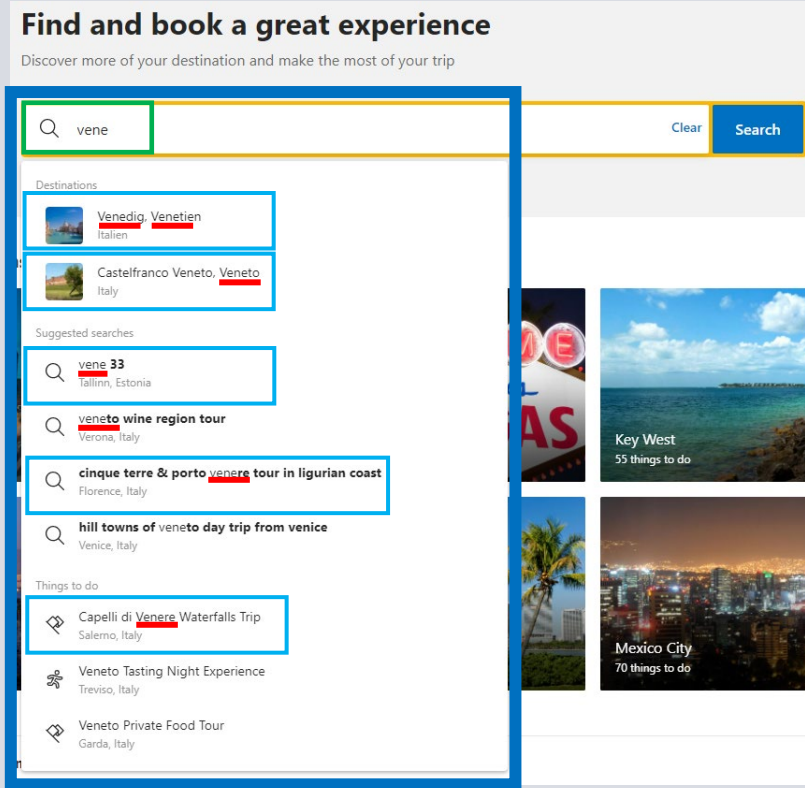 Find and book a great experience
Discover more of your destination and make the most of your trip
vene
Clear
Search
Destinations
Venedig, Venetien
Italien
Castelfranco Veneto, Veneto
Italy
Suggested searches
vene 33
Tallinn, Estonia
veneto wine region tour
Verona, Italy
cinque terre & porto venere tour in ligurian coast
Florence, Italy
hill towns of veneto day trip from venice
Venice, Italy
Things to do
Capelli di Venere Waterfalls Trip
Salerno, Italy
Veneto Tasting Night Experience
Treviso, Italy
Veneto Private Food Tour
Garda, Italy
ME
AS
Key West
55 things to do
Mexico City
70 things to do